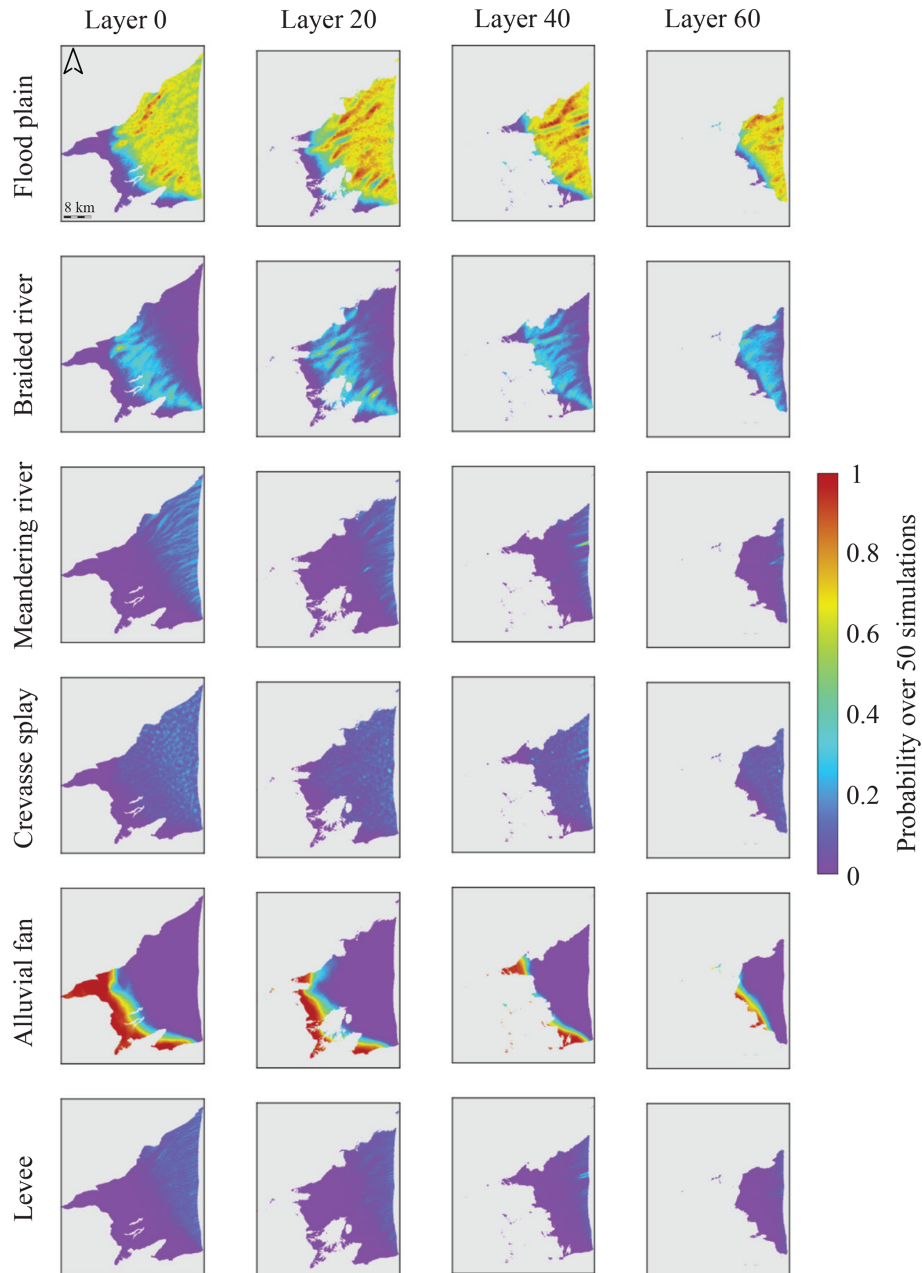 Layer 0
Layer 20
Layer 40
Layer 60
Flood plain
8 km
Braided river
Meandering river
Crevasse splay
Alluvial fan
Levee
1
0.8
0.6
0.4
0.2
0
Probability over 50 simulations